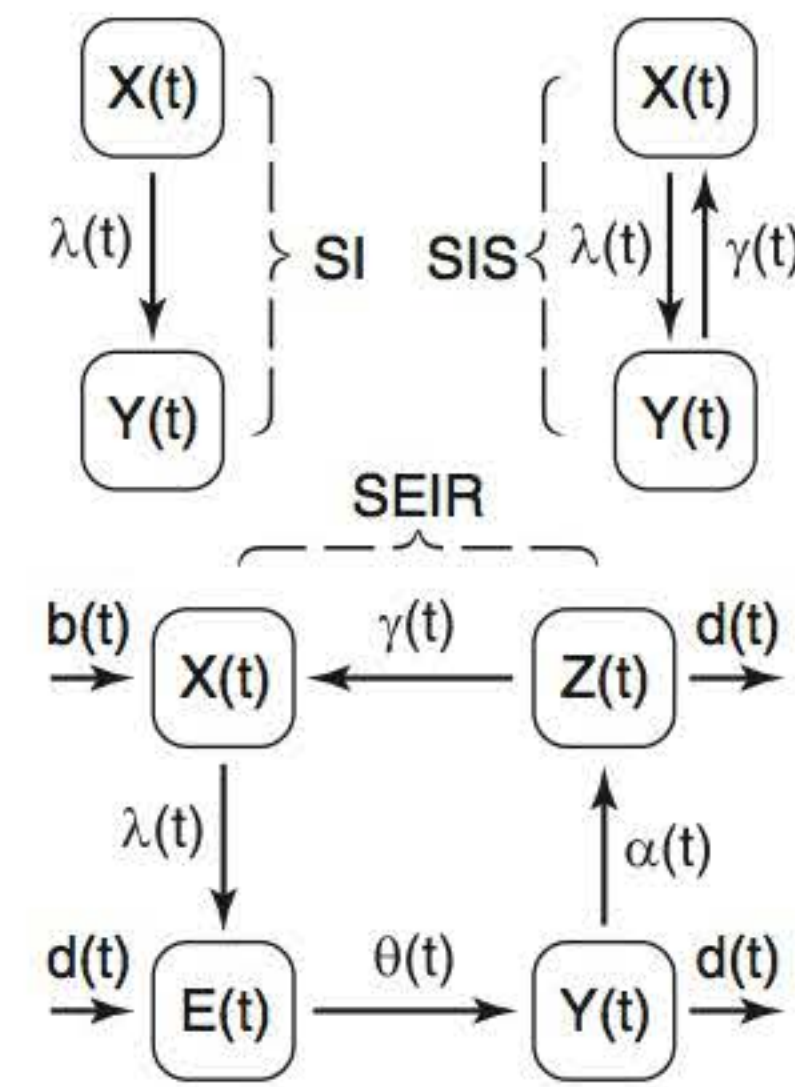 X(t) X(t)
λ(t) SI SIS λ(t) γ(t)
Y(t) Y(t)
SEIR
b(t) γ(t) d(t)
X(t) Z(t)
λ(t) α(t)
d(t) θ(t) d(t)
E(t) Y(t)